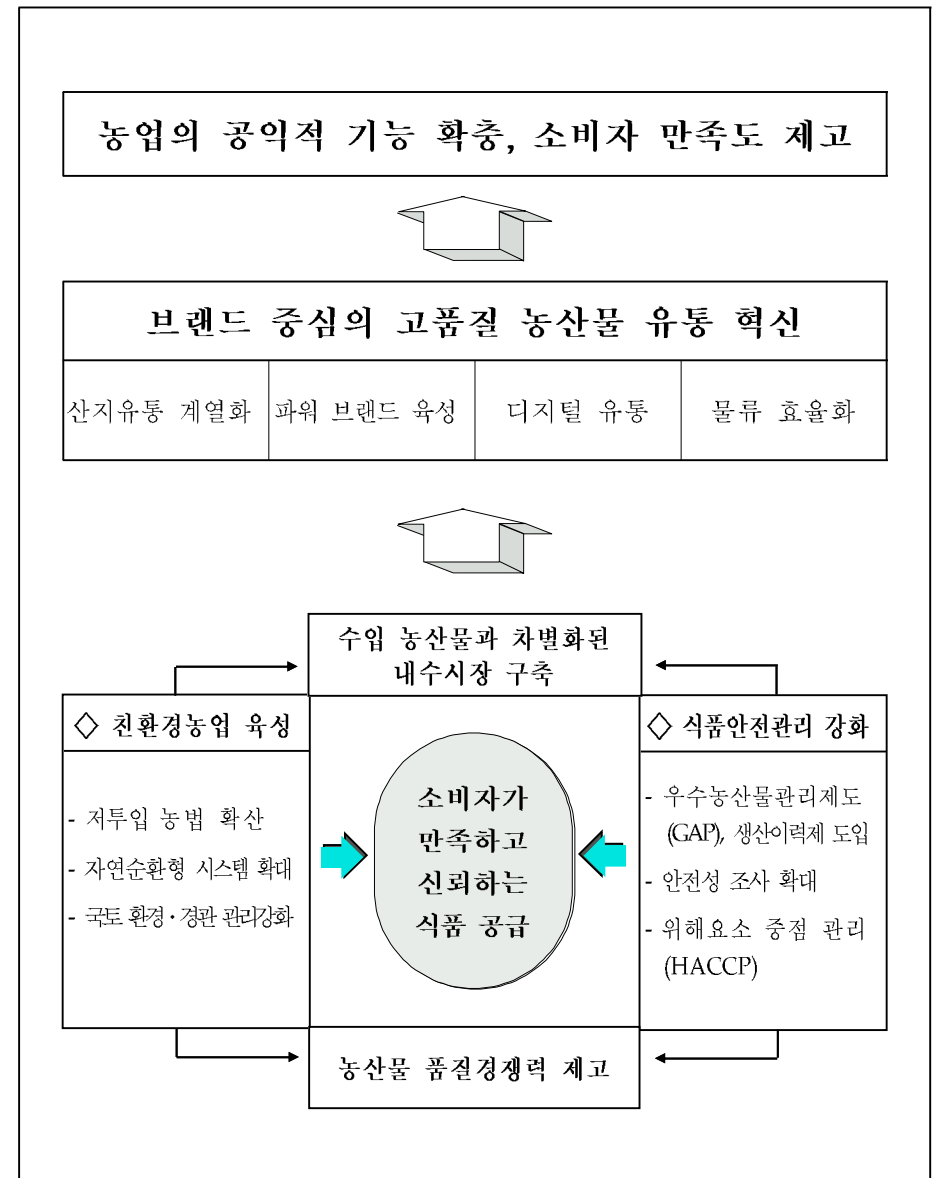 농업의 공익적 기능 확충, 소비자 만족도 제고
브랜드 중심의 고품질 농산물 유통 혁신
산지유통 계열화
파워 브랜드 육성
디지털 유통
물류 효율화
수입 농산물과 차별화된
내수시장 구축
◇ 친환경농업 육성
- 저투입 농법 확산
- 자연순환형 시스템 확대
- 국토 환경·경관 관리강화
소비자가
만족하고
신뢰하는
식품 공급
◇ 식품안전관리 강화
- 우수농산물관리제도
(GAP), 생산이력제 도입
- 안전성 조사 확대
- 위해요소 중점 관리
(HACCP)
농산물 품질경쟁력 제고